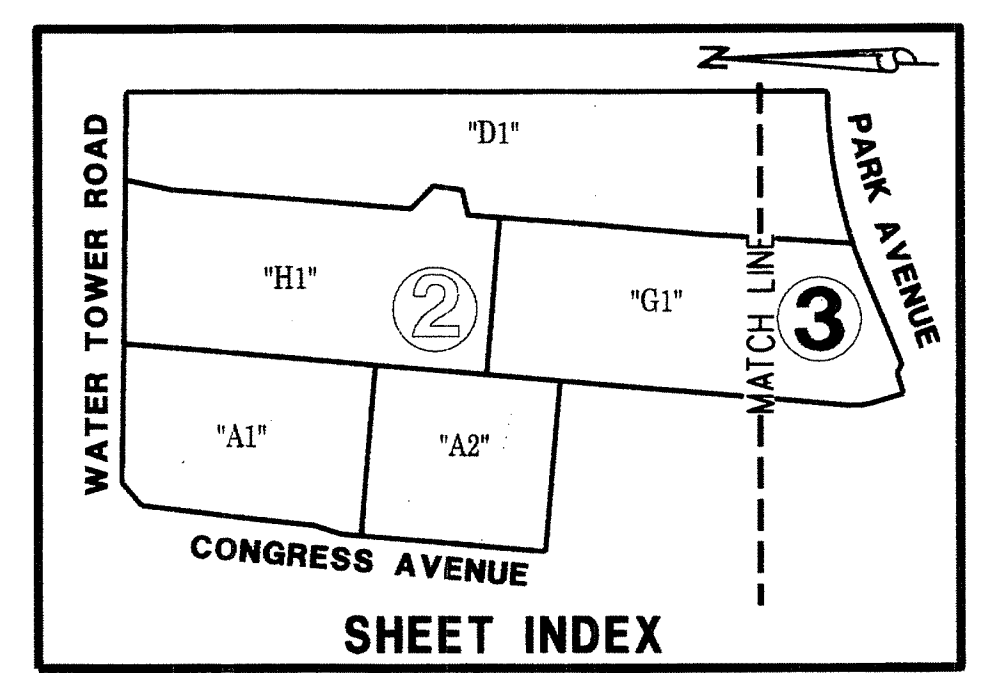 N
"D1"
WATER TOWER ROAD
PARK AVENUE
"H1"
2
"G1"
MATCH LINE
3
"A1"
"A2"
CONGRESS AVENUE
SHEET INDEX